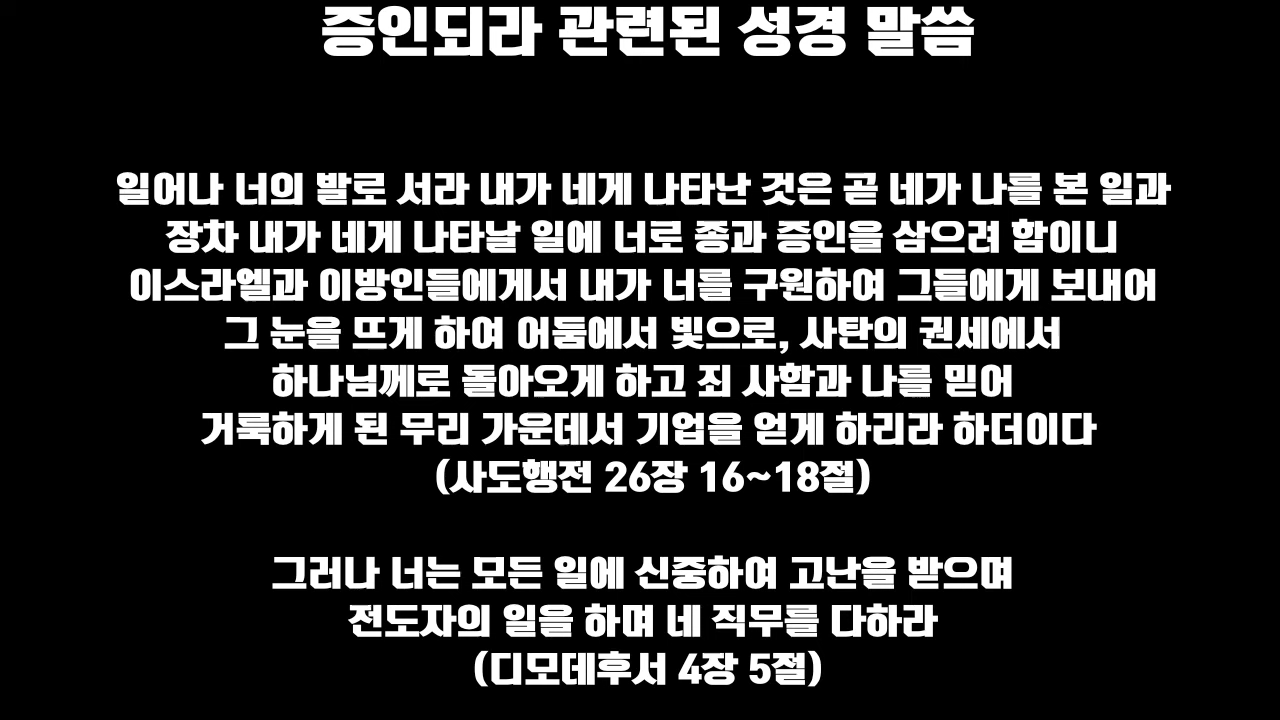 증인되라 관련된 성경 말씀
일어나 너의 발로 서라 내가 네게 나타난 것은 곧 네가 나를 본 일과
장차 내가 네게 나타날 일에 너로 종과 증인을 삼으려 함이니
이스라엘과 이방인들에게서 내가 너를 구원하여 그들에게 보내어
그 눈을 뜨게 하여 어둠에서 빛으로, 사탄의 권세에서
하나님께로 돌아오게 하고 죄 사함과 나를 믿어
거룩하게 된 무리 가운데서 기업을 얻게 하리라 하더이다
(사도행전 26장 16~18절)
그러나 너는 모든 일에 신중하여 고난을 받으며
전도자의 일을 하며 네 직무를 다하라
(디모데후서 4장 5절)